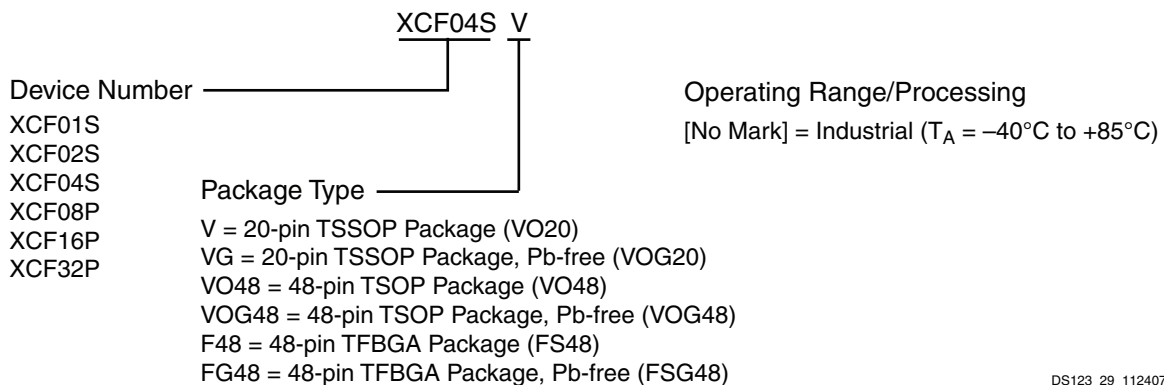 XCF04S V
Device Number
XCF01S
XCF02S
XCF04S
XCF08P
XCF16P
XCF32P
Package Type
V = 20-pin TSSOP Package (VO20)
VG = 20-pin TSSOP Package, Pb-free (VOG20)
VO48 = 48-pin TSOP Package (VO48)
VOG48 = 48-pin TSOP Package, Pb-free (VOG48)
F48 = 48-pin TFBGA Package (FS48)
FG48 = 48-pin TFBGA Package, Pb-free (FSG48)
Operating Range/Processing
[No Mark] = Industrial (TA = –40°C to +85°C)
DS123_29_112407